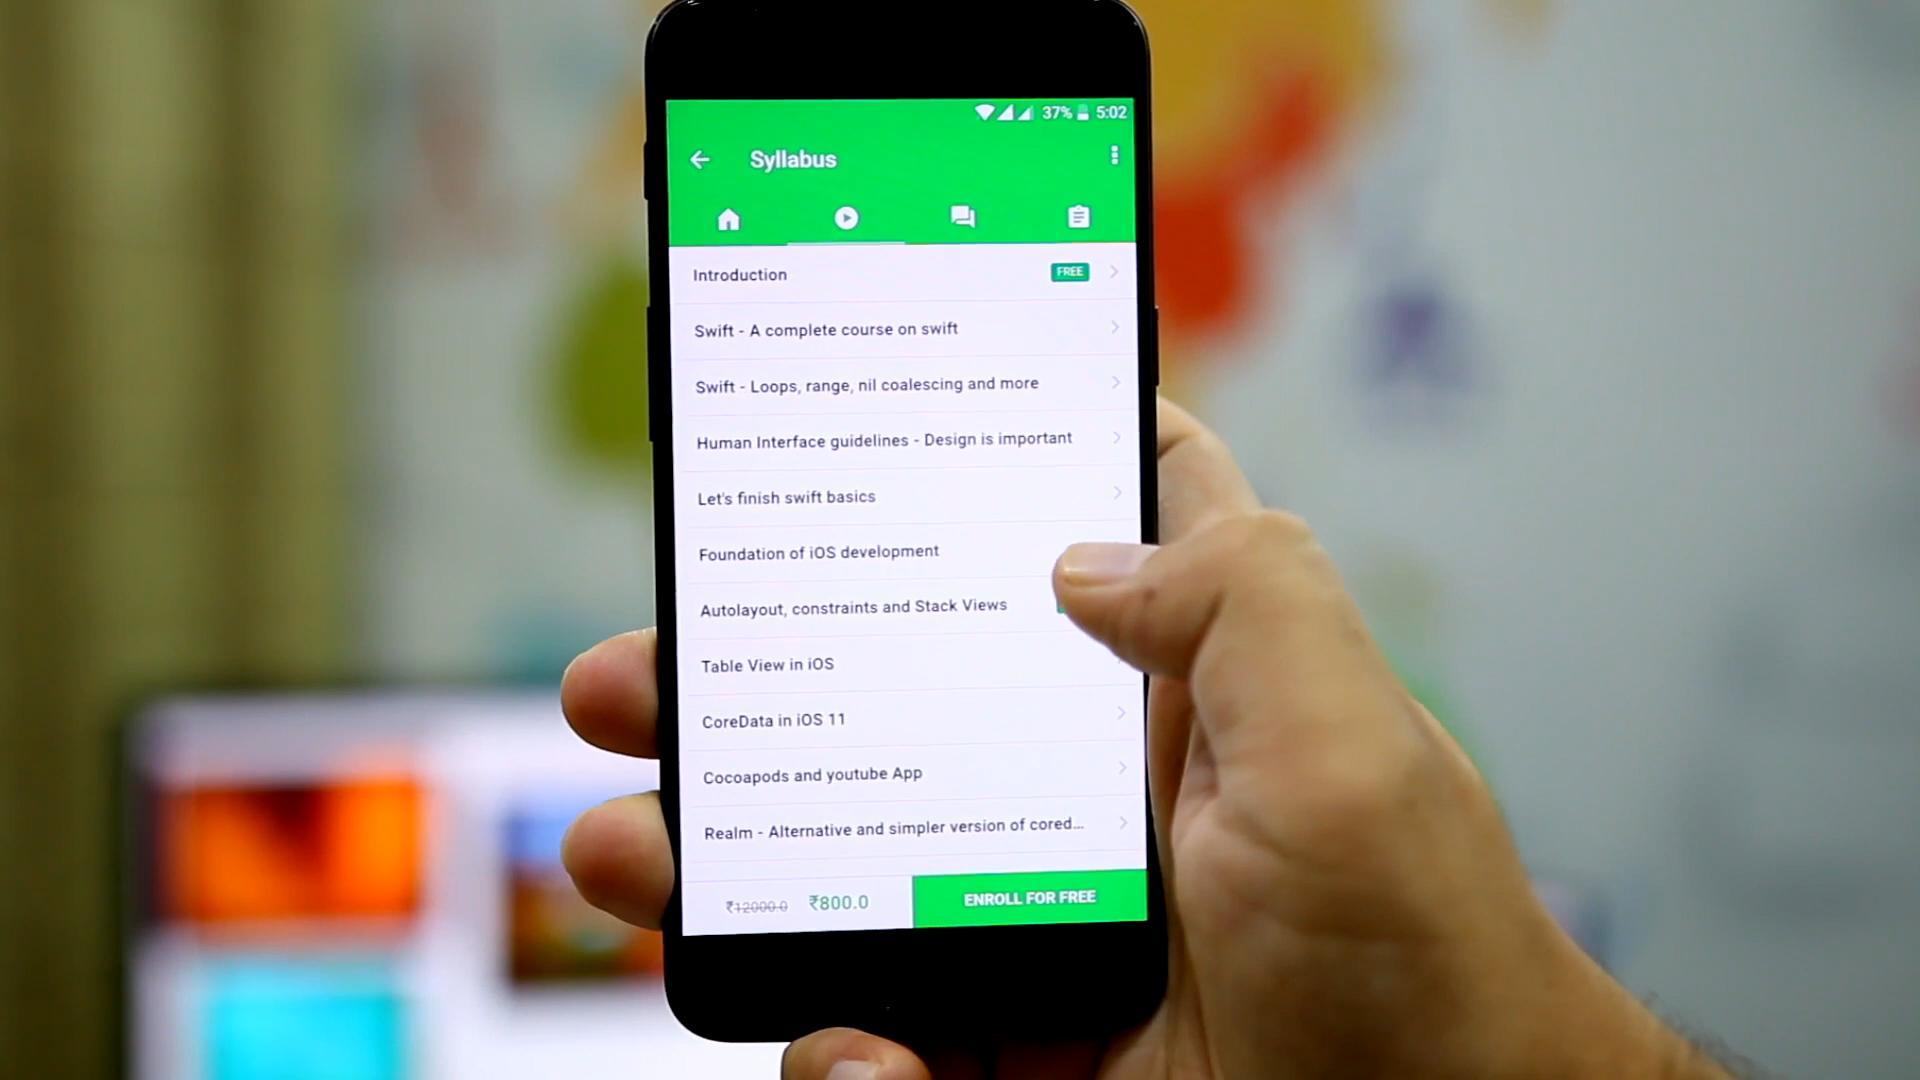 37% 5:02
Syllabus
Introduction FREE
Swift - A complete course on swift
Swift - Loops, range, nil coalescing and more
Human Interface guidelines - Design is important
Let's finish swift basics
Foundation of iOS development
Autolayout, constraints and Stack Views
Table View in iOS
CoreData in iOS 11
Cocoapods and youtube App
Realm - Alternative and simpler version of cored...
₹12000.0 ₹800.0 ENROLL FOR FREE